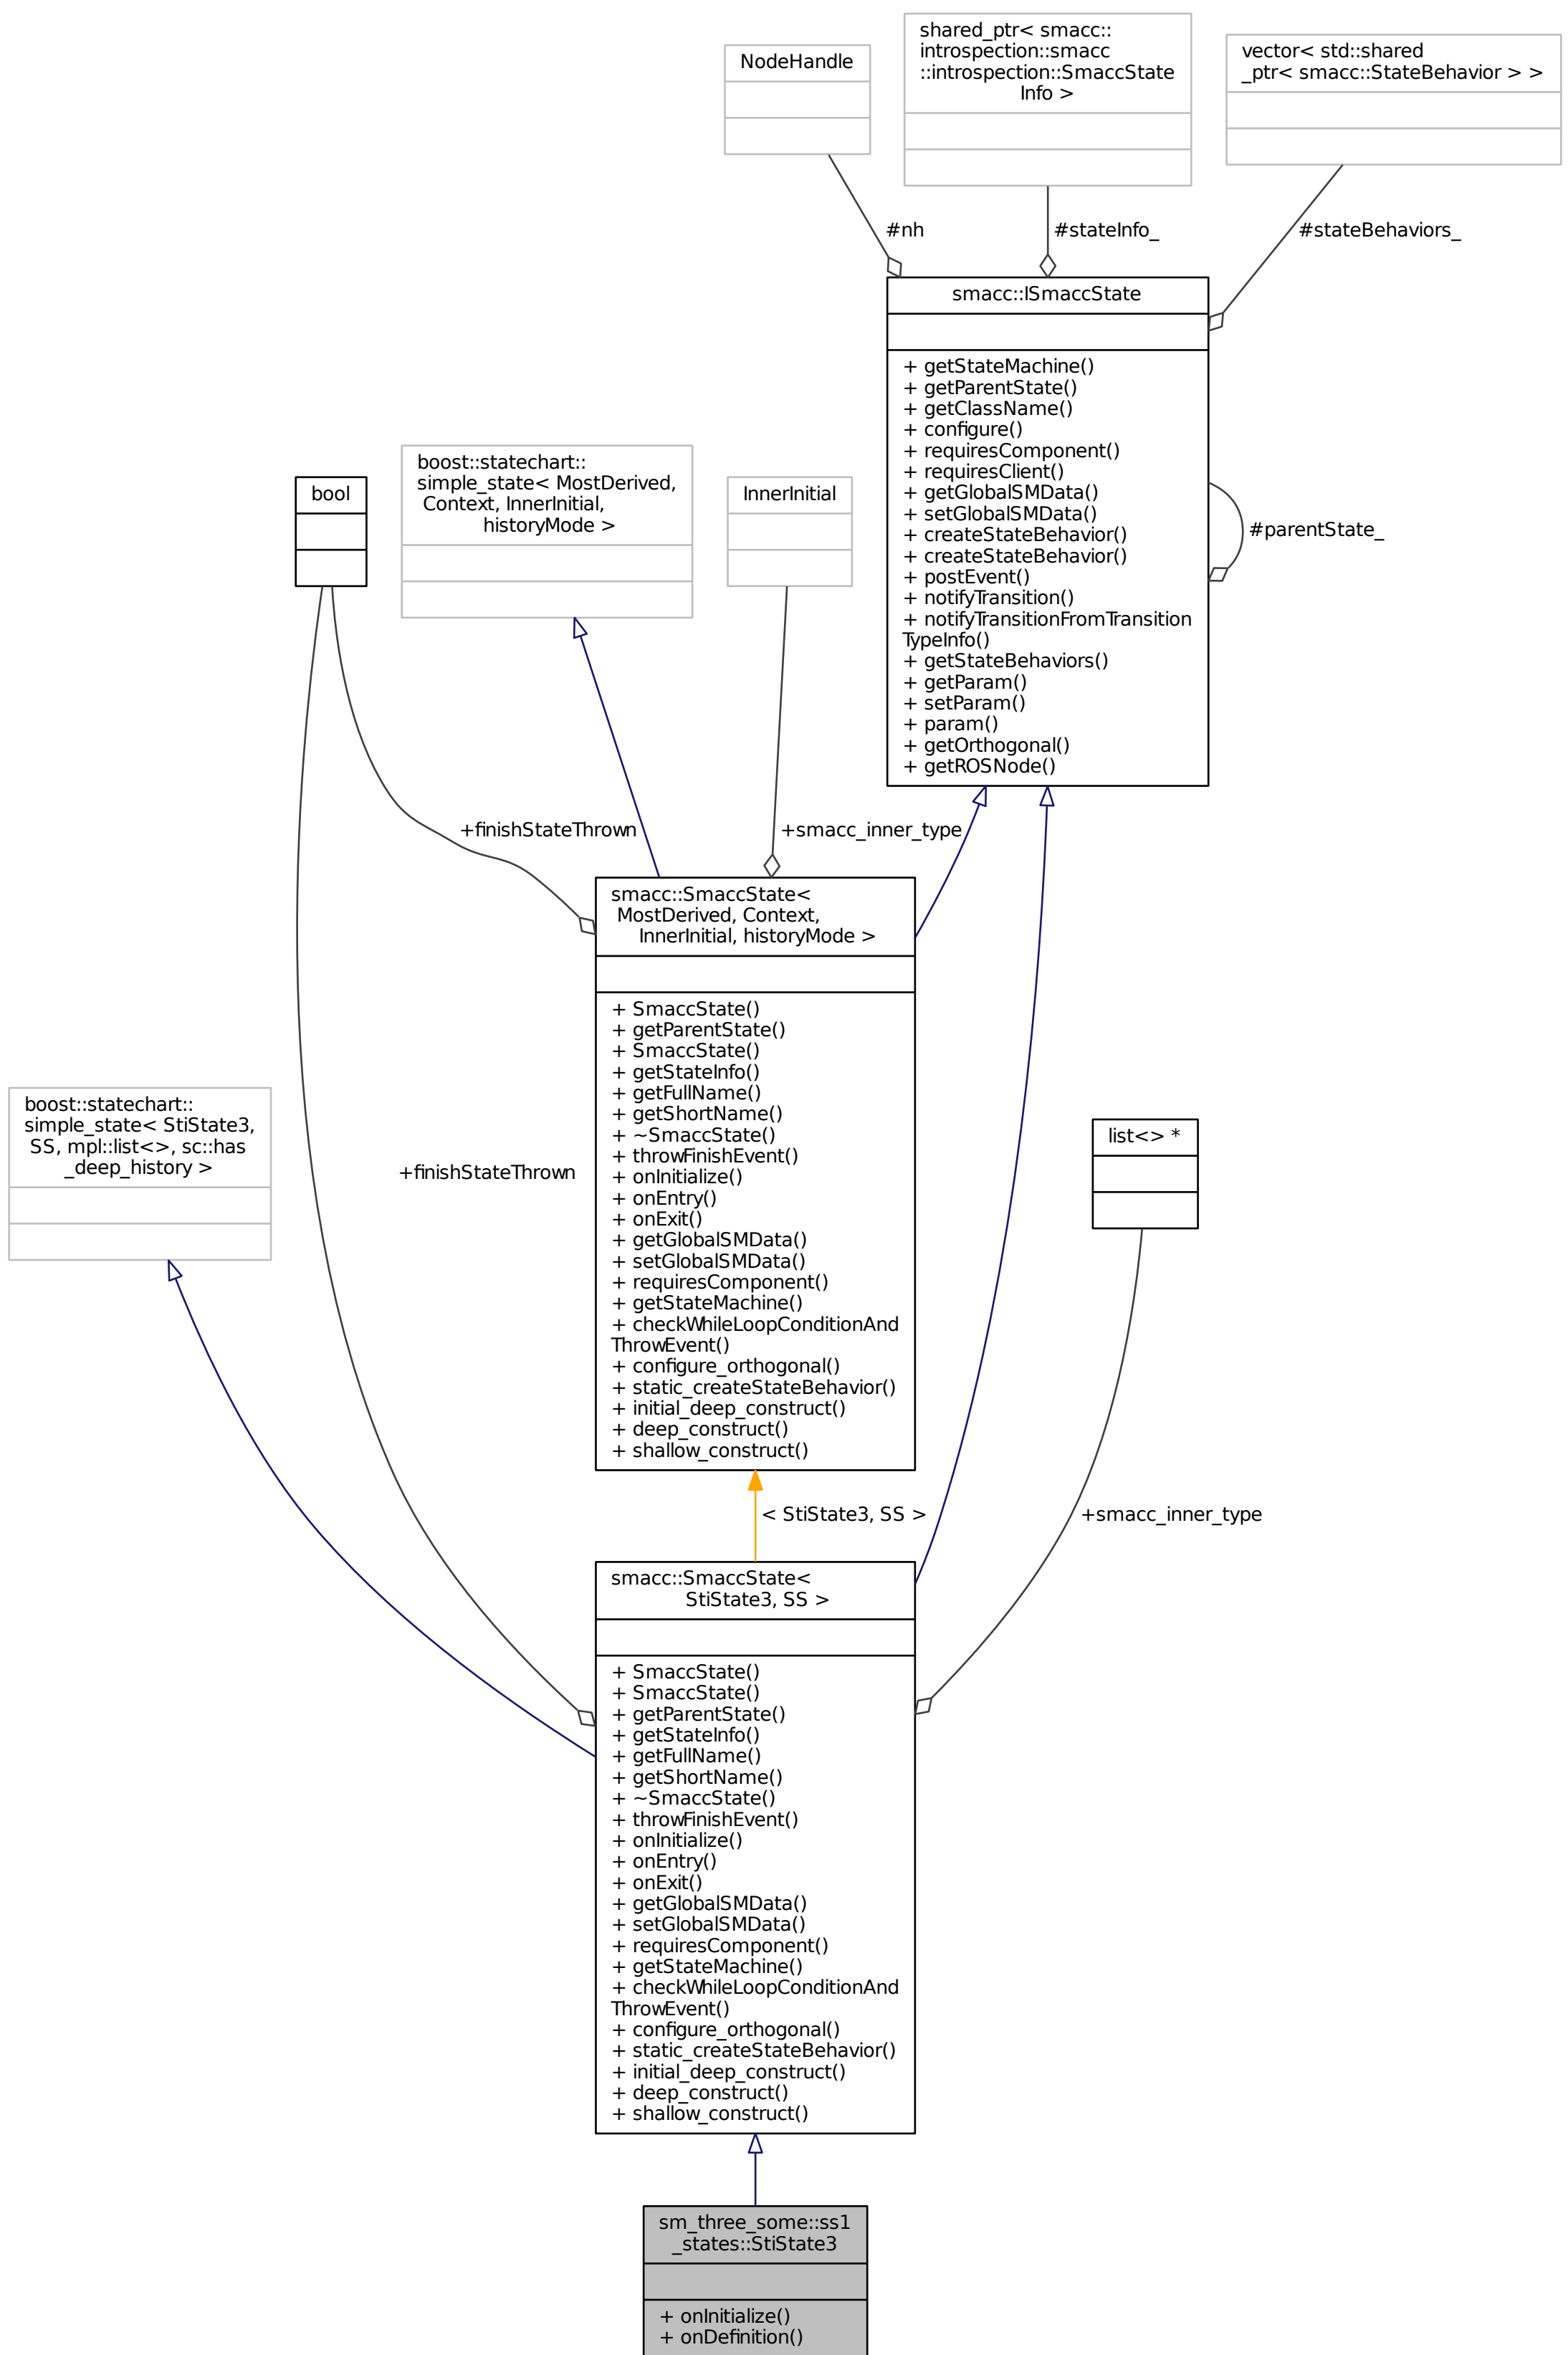 shared_ptr< smacc::
introspection::smacc
::introspection::SmaccState
Info >
vector< std::shared
_ptr< smacc::StateBehavior > >
NodeHandle
#nh
#stateInfo_
#stateBehaviors_
smacc::ISmaccState
+ getStateMachine()
+ getParentState()
+ getClassName()
+ configure()
+ requiresComponent()
+ requiresClient()
+ getGlobalSMData()
+ setGlobalSMData()
+ createStateBehavior()
+ createStateBehavior()
+ postEvent()
+ notifyTransition()
+ notifyTransitionFromTransition
TypeInfo()
+ getStateBehaviors()
+ getParam()
+ setParam()
+ param()
+ getOrthogonal()
+ getROSNode()
#parentState_
bool
boost::statechart::
simple_state< MostDerived,
Context, InnerInitial,
historyMode >
InnerInitial
+finishStateThrown
+smacc_inner_type
smacc::SmaccState<
MostDerived, Context,
InnerInitial, historyMode >
+ SmaccState()
+ getParentState()
+ SmaccState()
+ getStateInfo()
+ getFullName()
+ getShortName()
+ ~SmaccState()
+ throwFinishEvent()
+ onInitialize()
+ onEntry()
+ onExit()
+ getGlobalSMData()
+ setGlobalSMData()
+ requiresComponent()
+ getStateMachine()
+ checkWhileLoopConditionAnd
ThrowEvent()
+ configure_orthogonal()
+ static_createStateBehavior()
+ initial_deep_construct()
+ deep_construct()
+ shallow_construct()
boost::statechart::
simple_state< StiState3,
SS, mpl::list<>, sc::has
_deep_history >
+finishStateThrown
list<> *
< StiState3, SS >
+smacc_inner_type
smacc::SmaccState<
StiState3, SS >
+ SmaccState()
+ SmaccState()
+ getParentState()
+ getStateInfo()
+ getFullName()
+ getShortName()
+ ~SmaccState()
+ throwFinishEvent()
+ onInitialize()
+ onEntry()
+ onExit()
+ getGlobalSMData()
+ setGlobalSMData()
+ requiresComponent()
+ getStateMachine()
+ checkWhileLoopConditionAnd
ThrowEvent()
+ configure_orthogonal()
+ static_createStateBehavior()
+ initial_deep_construct()
+ deep_construct()
+ shallow_construct()
sm_three_some::ss1
_states::StiState3
+ onInitialize()
+ onDefinition()